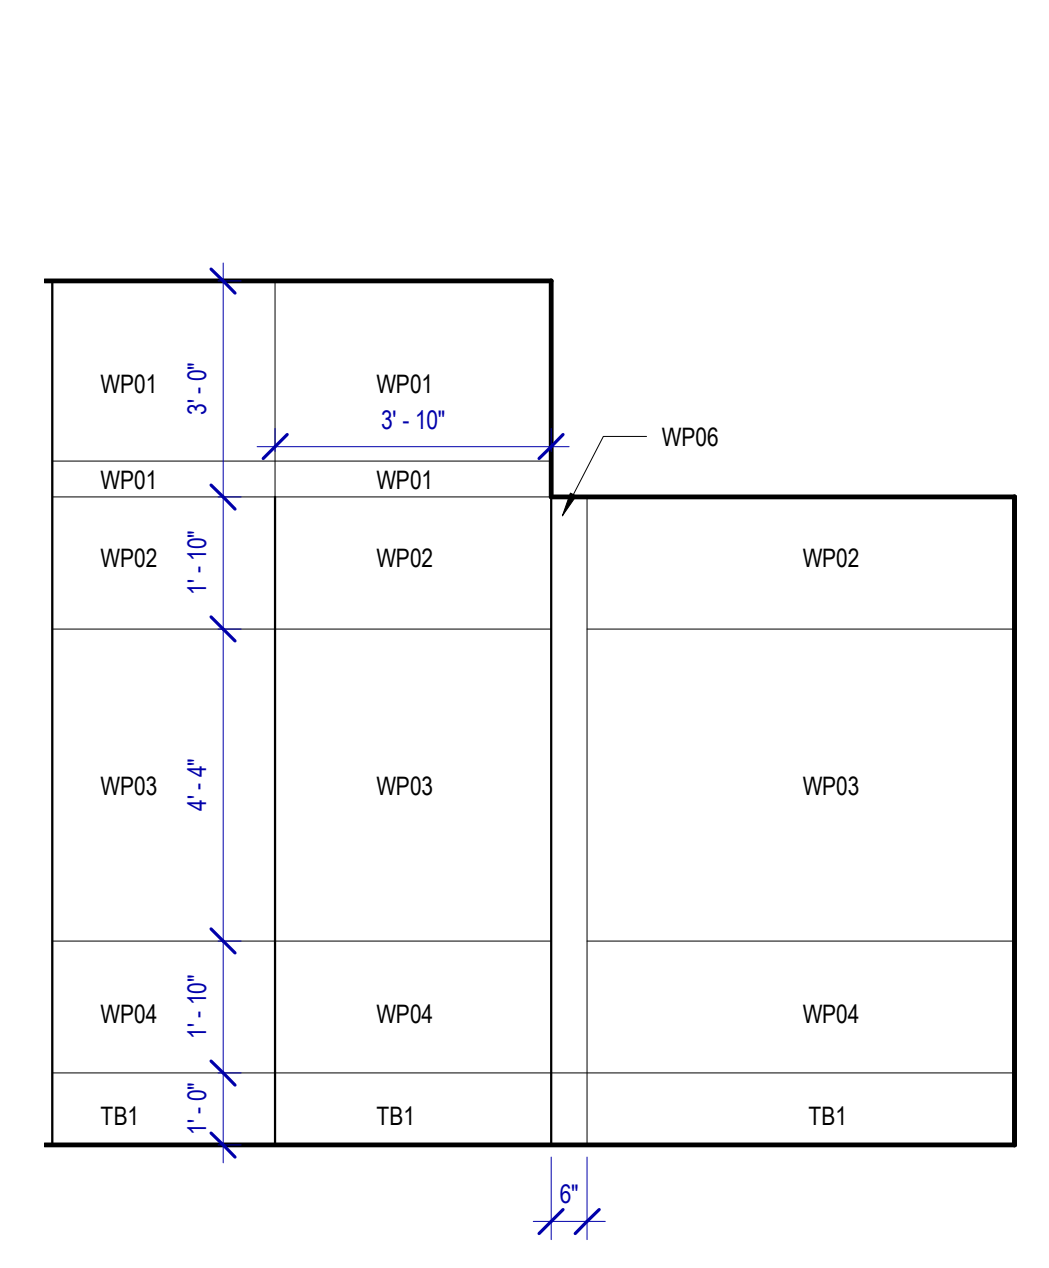 WP01 3' - 0" WP01
3' - 10"
WP06
WP01 WP01
WP02 1' - 10" WP02 WP02
WP03 4' - 4" WP03 WP03
WP04 1' - 10" WP04 WP04
TB1 1' - 0" TB1 TB1
6"